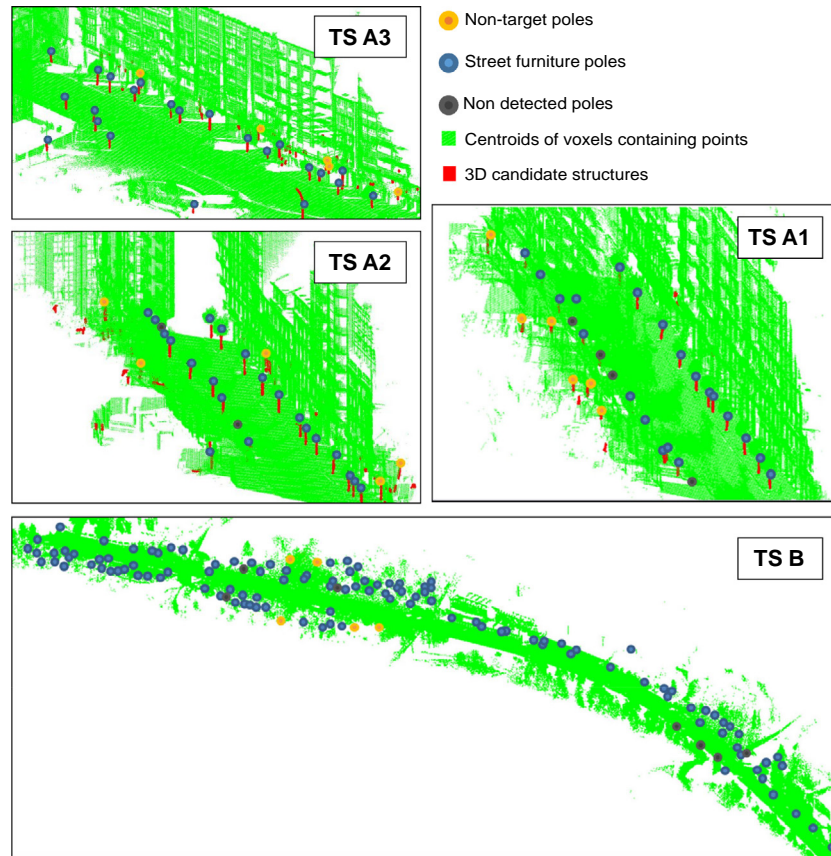 TS A3
Non-target poles
Street furniture poles
Non detected poles
Centroids of voxels containing points
3D candidate structures
TS A2
TS A1
TS B